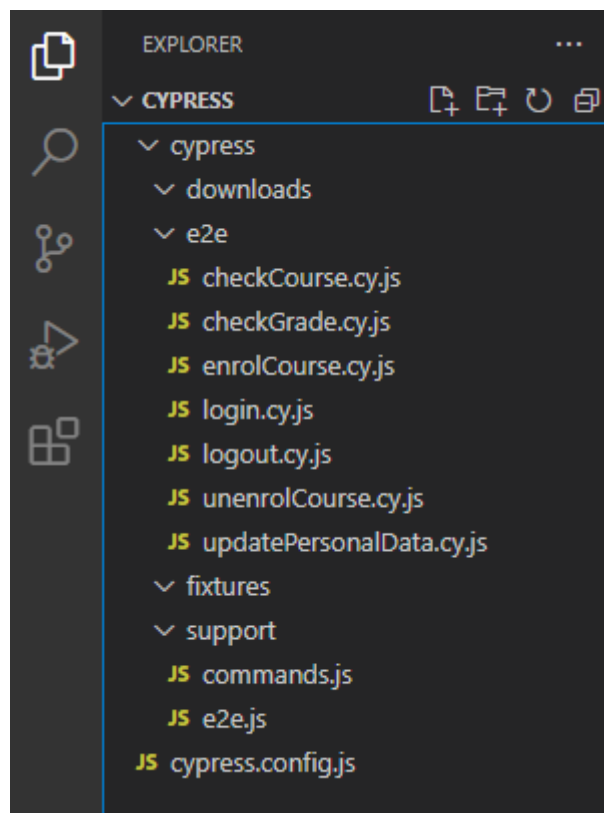 EXPLORER ...
CYPRESS
cypress
downloads
e2e
JS checkCourse.cy.js
JS checkGrade.cy.js
JS enrolCourse.cy.js
JS login.cy.js
JS logout.cy.js
JS unenrolCourse.cy.js
JS updatePersonalData.cy.js
fixtures
support
JS commands.js
JS e2e.js
JS cypress.config.js